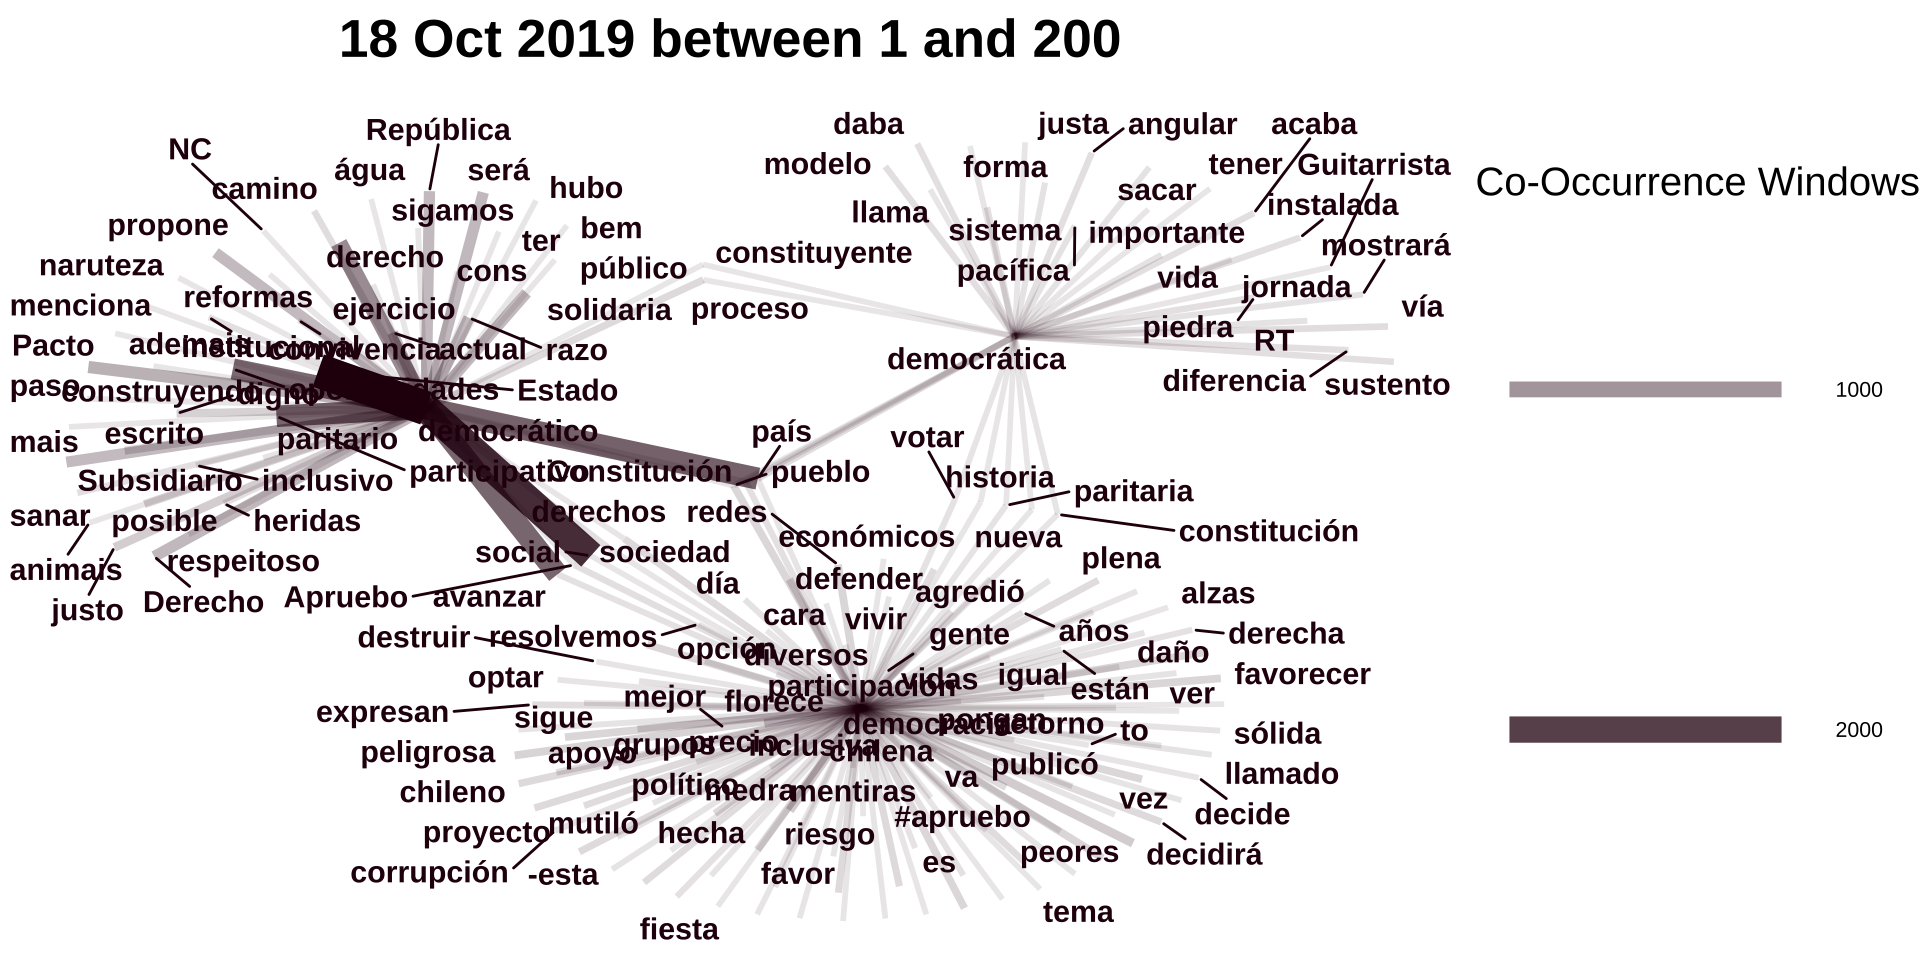 18 Oct 2019 between 1 and 200
daba
justa
angular
acaba
República
NC
modelo
forma
tener
Guitarrista
água
será
camino
hubo
sacar
Co-Occurrence Windows
sigamos
llama
instalada
propone
bem
sistema
importante
ter
mostrará
derecho
cons
público
constituyente
pacífica
vida
naruteza
jornada
menciona
reformas
ejercicio
solidaria
proceso
vía
piedra
RT
Pacto
ademais
Institucional
convivencia
actual
razo
democrática
diferencia
sustento
1000
paso
construyendo
digno
Estado
mais
escrito
paritario
democrático
país
votar
participativo
Constitución
pueblo
historia
paritaria
Subsidiario
inclusivo
sanar
posible
heridas
derechos
redes
económicos
nueva
constitución
animais
respeitoso
social
sociedad
día
defender
plena
justo
Derecho
Apruebo
avanzar
cara
vivir
agredió
alzas
destruir
resolvemos
opción
diversos
gente
años
derecha
optar
participación
vidas
igual
daño
están
favorecer
ver
expresan
sigue
mejor
florece
democracia
pongan
retorno
to
sólida
2000
peligrosa
apoyo
grupos
precio
inclusiva
chilena
publicó
llamado
chileno
político
medra
mentiras
va
vez
decide
proyecto
mutiló
hecha
riesgo
#apruebo
peores
decidirá
corrupción
-esta
favor
es
fiesta
tema